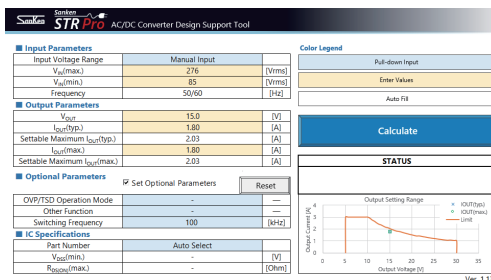 SanKen
Sanken
STR Pro AC/DC Converter Design Support Tool
Input Parameters
Input Voltage Range Manual Input
VIN(max.) 276 [Vrms]
VIN(min.) 85 [Vrms]
Frequency 50/60 [Hz]
Output Parameters
VOUT 15.0 [V]
IOUT(typ.) 1.80 [A]
Settable Maximum IOUT(typ.) 2.03 [A]
IOUT(max.) 1.80 [A]
Settable Maximum IOUT(max.) 2.03 [A]
Optional Parameters
Set Optional Parameters
Reset
OVP/TSD Operation Mode - —
Other Function - —
Switching Frequency 100 [kHz]
IC Specifications
Part Number Auto Select
VDSS(min.) - [V]
RDS(ON)(max.) - [Ohm]
Color Legend
Pull-down Input
Enter Values
Auto Fill
Calculate
STATUS
Output Setting Range
Output Current [A]
4
3
2
1
0
0 5 10 15 20 25 30 35
Output Voltage [V]
IOUT(typ.)
IOUT(max.)
Limit